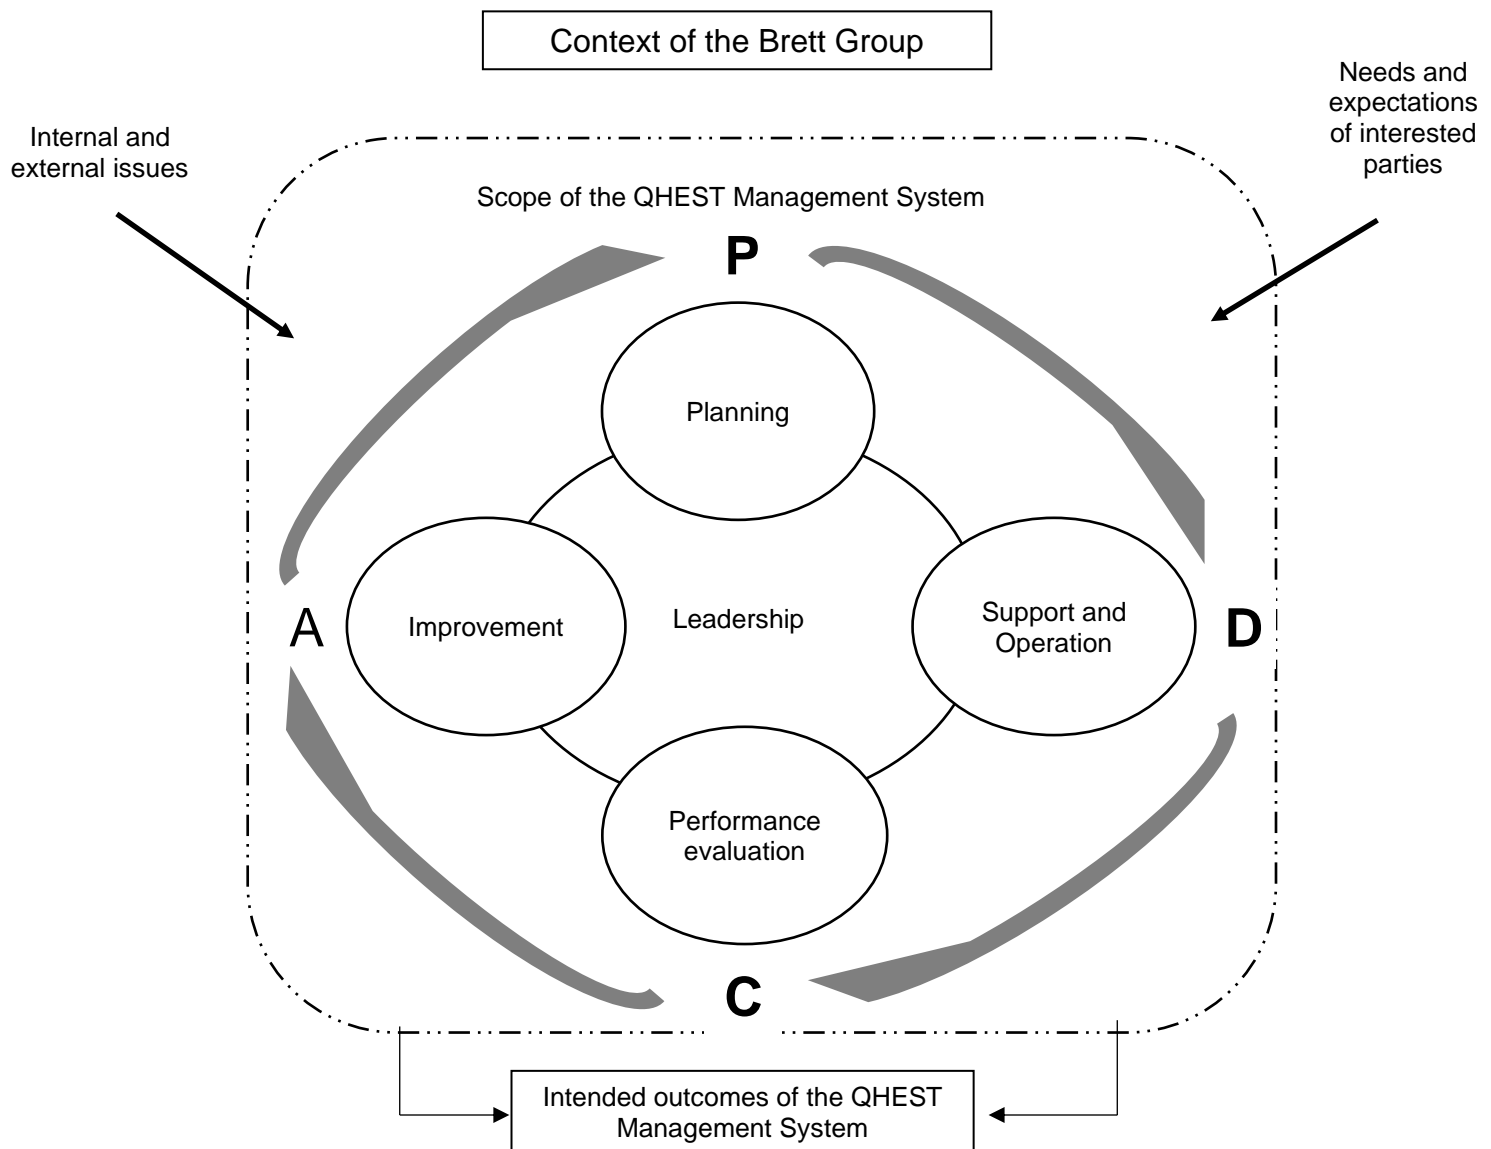 Context of the Brett Group
Needs and
expectations
of interested
parties
Internal and
external issues
Scope of the QHEST Management System
P
Planning
A
Improvement
Leadership
Support and
Operation
D
Performance
evaluation
C
Intended outcomes of the QHEST
Management System